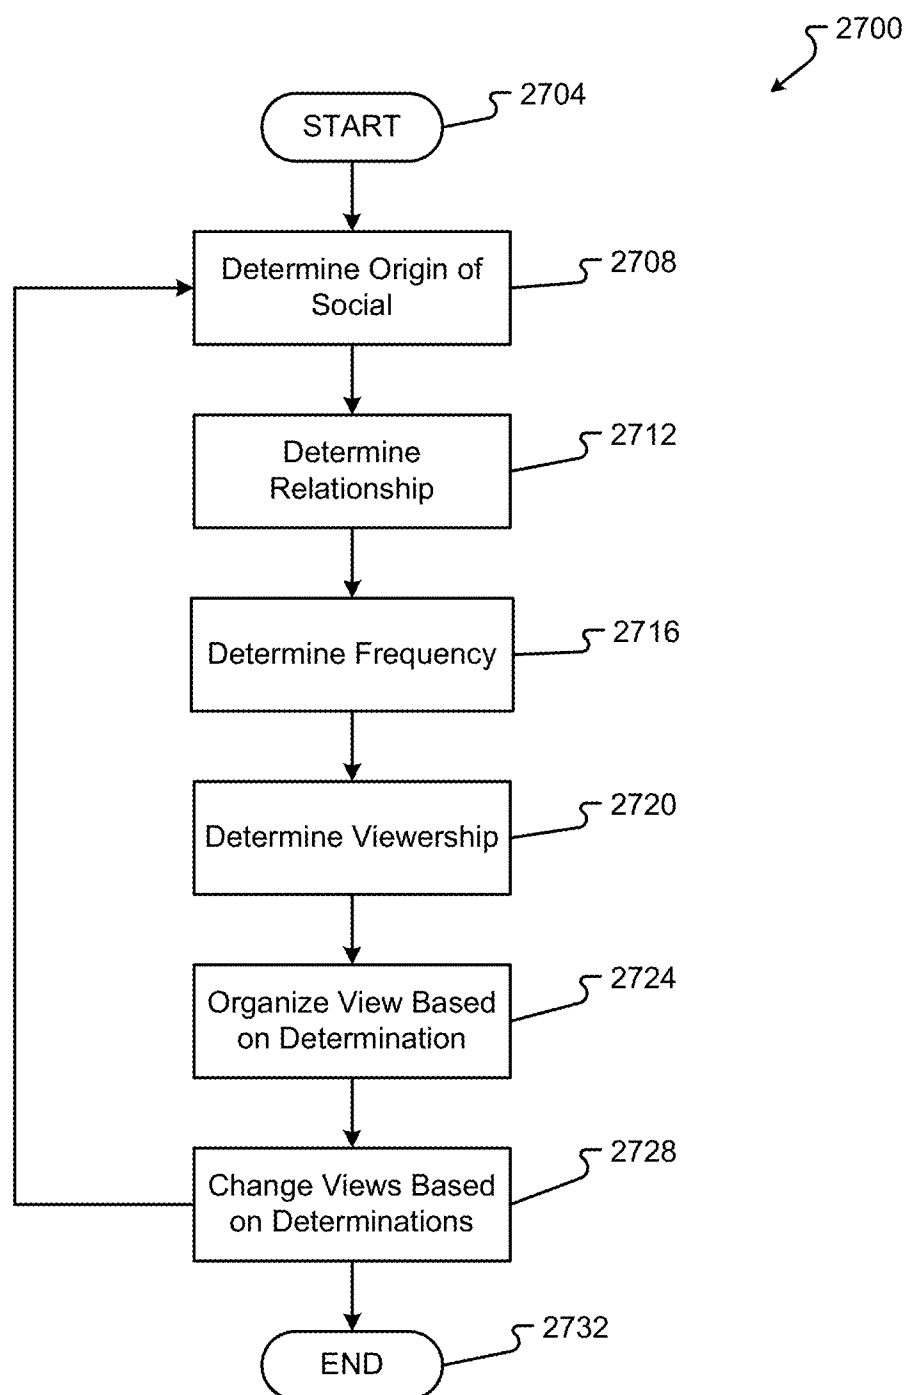 2700
2704
START
2708
Determine Origin of
Social
2712
Determine
Relationship
2716
Determine Frequency
2720
Determine Viewership
2724
Organize View Based
on Determination
2728
Change Views Based
on Determinations
2732
END